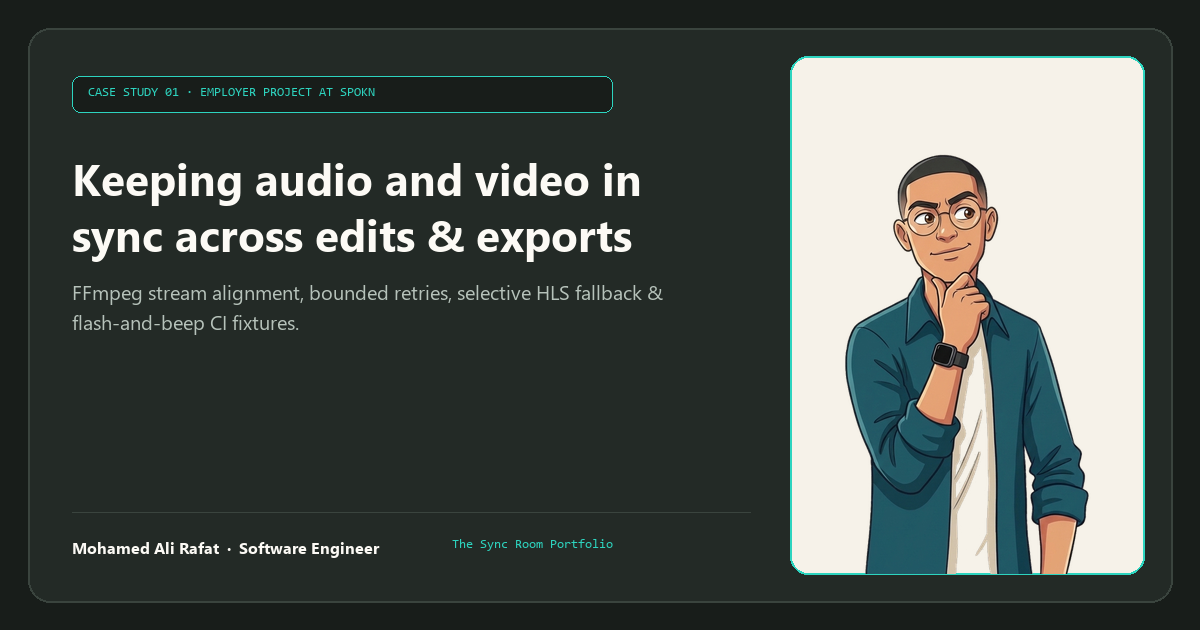 CASE STUDY 01 · EMPLOYER PROJECT AT SPOKN
Keeping audio and video in
sync across edits & exports
FFmpeg stream alignment, bounded retries, selective HLS fallback &
flash-and-beep CI fixtures.
Mohamed Ali Rafat · Software Engineer
The Sync Room Portfolio